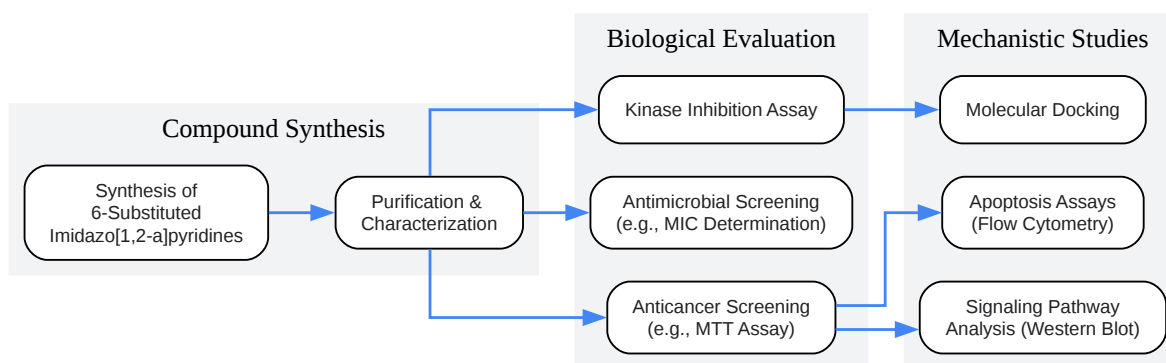 Biological Evaluation
Mechanistic Studies
Kinase Inhibition Assay
Molecular Docking
Compound Synthesis
Synthesis of
6-Substituted
Imidazo[1,2-a]pyridines
Purification &
Characterization
Antimicrobial Screening
(e.g., MIC Determination)
Apoptosis Assays
(Flow Cytometry)
Anticancer Screening
(e.g., MTT Assay)
Signaling Pathway
Analysis (Western Blot)